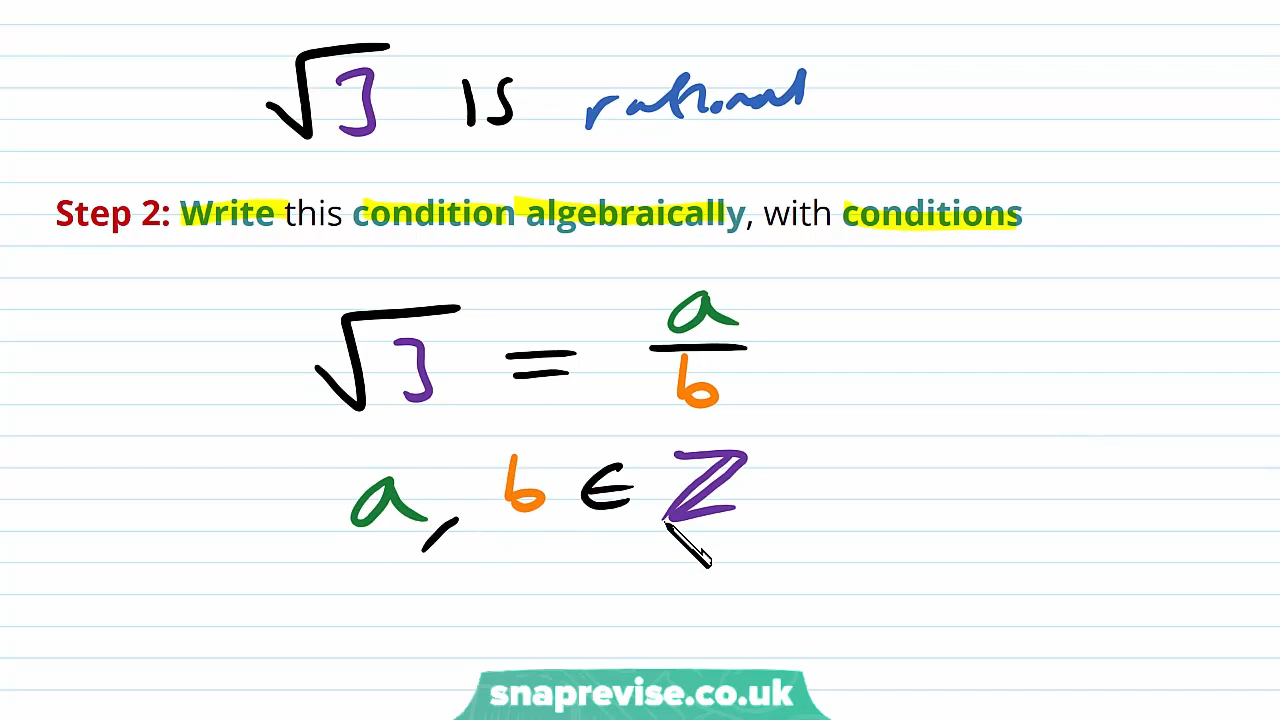 √3 is rational
Step 2: Write this condition algebraically, with conditions
√3 = a/b
a, b ∈ ℤ
snaprevise.co.uk